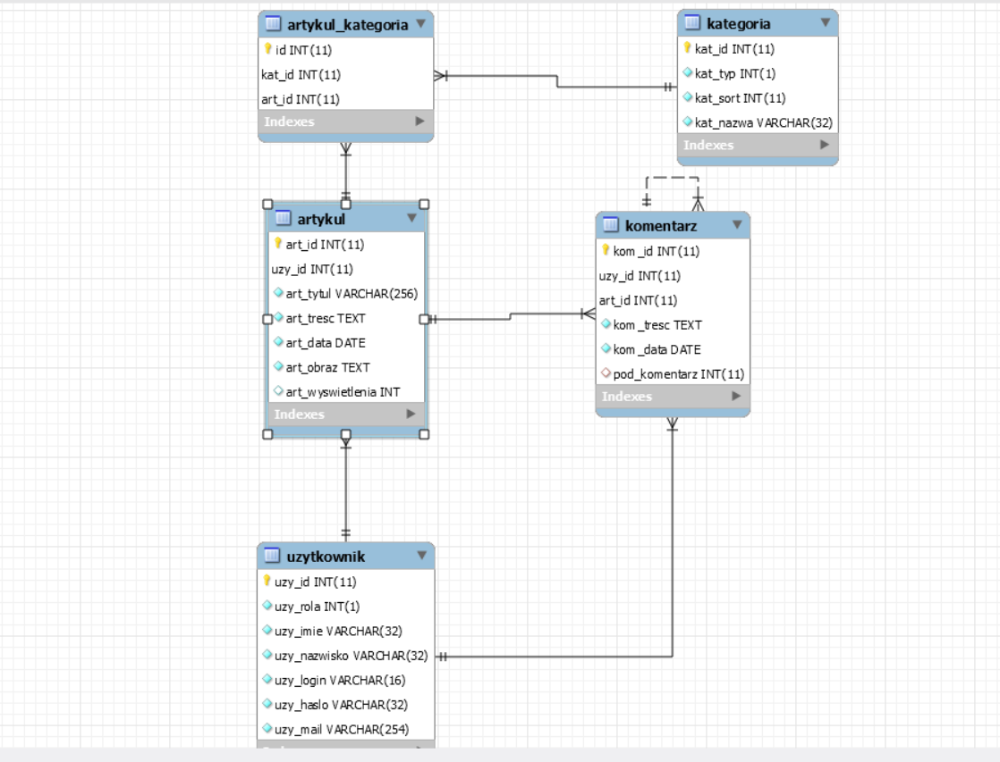 artykul_kategoria
id INT(11)
kat_id INT(11)
art_id INT(11)
Indexes
kategoria
kat_id INT(11)
kat_typ INT(1)
kat_sort INT(11)
kat_nazwa VARCHAR(32)
Indexes
artykul
art_id INT(11)
uzy_id INT(11)
art_tytul VARCHAR(256)
art_tresc TEXT
art_data DATE
art_obraz TEXT
art_wyswietlenia INT
Indexes
komentarz
kom_id INT(11)
uzy_id INT(11)
art_id INT(11)
kom_tresc TEXT
kom_data DATE
pod_komentarz INT(11)
Indexes
uzytkownik
uzy_id INT(11)
uzy_rola INT(1)
uzy_imie VARCHAR(32)
uzy_nazwisko VARCHAR(32)
uzy_login VARCHAR(16)
uzy_haslo VARCHAR(32)
uzy_mail VARCHAR(254)